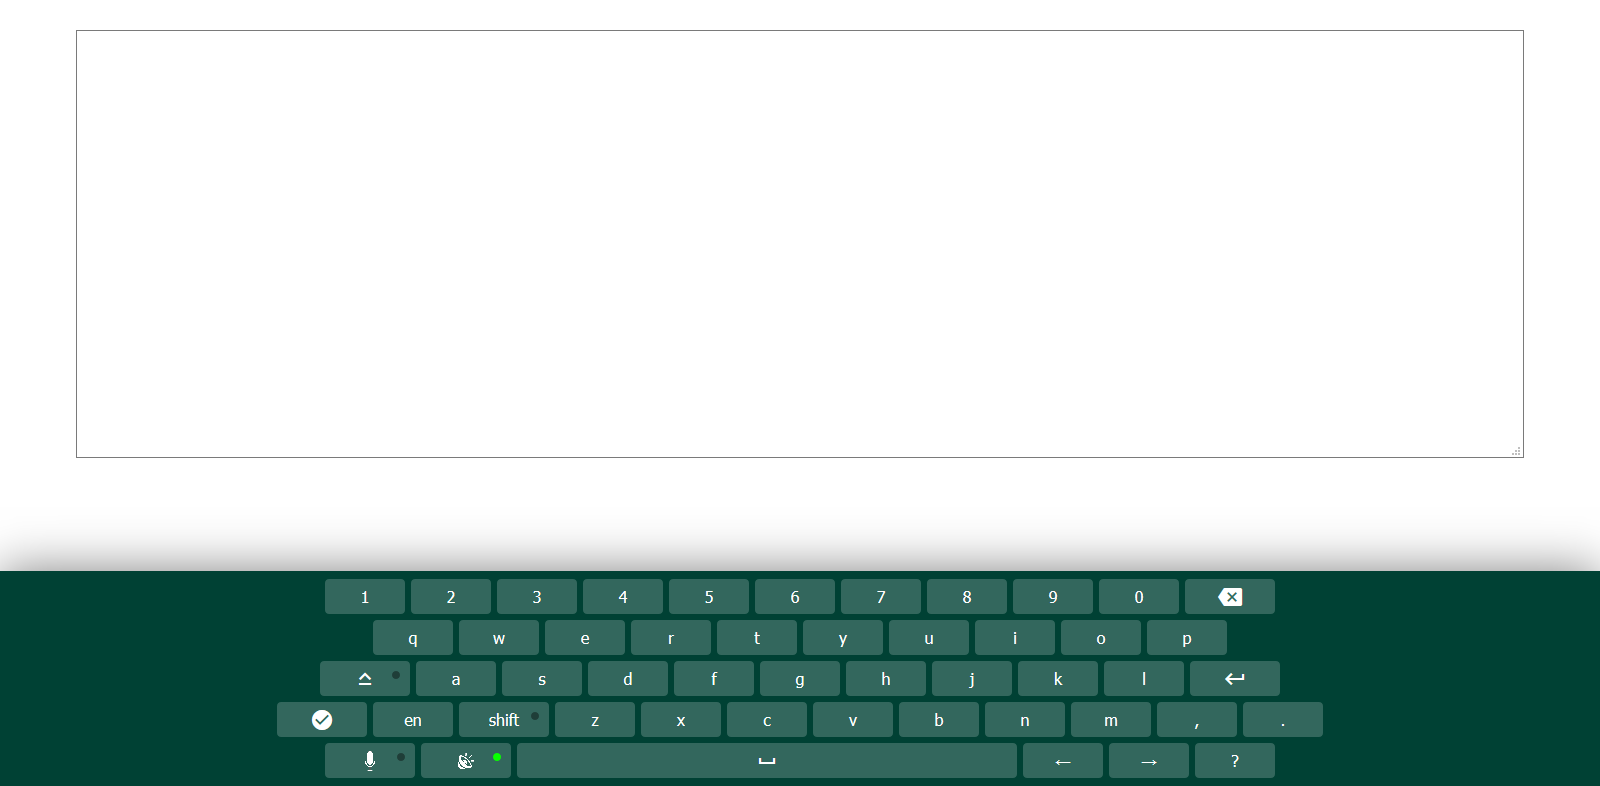 1 2 3 4 5 6 7 8 9 0
q w e r t y u i o p
a s d f g h j k l
en shift z x c v b n m , .
← → ?